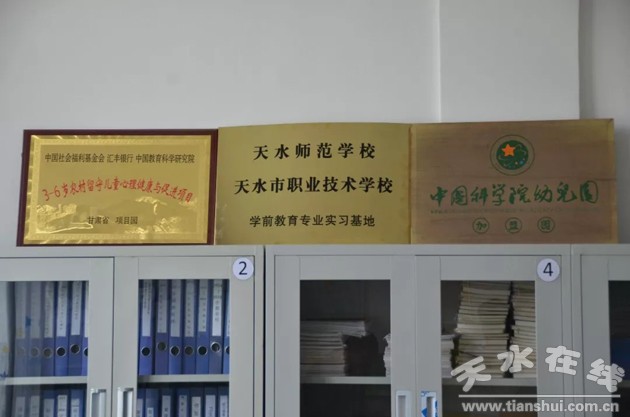 中国社会福利基金会 汇丰银行 中国教育科学研究院
3-6岁农村留守儿童心理健康与促进项目
甘肃省 项目园
天水师范学校
天水市职业技术学校
学前教育专业实习基地
中国科学院幼儿园
加盟园
2
4
天水在线
www.tianshui.com.cn